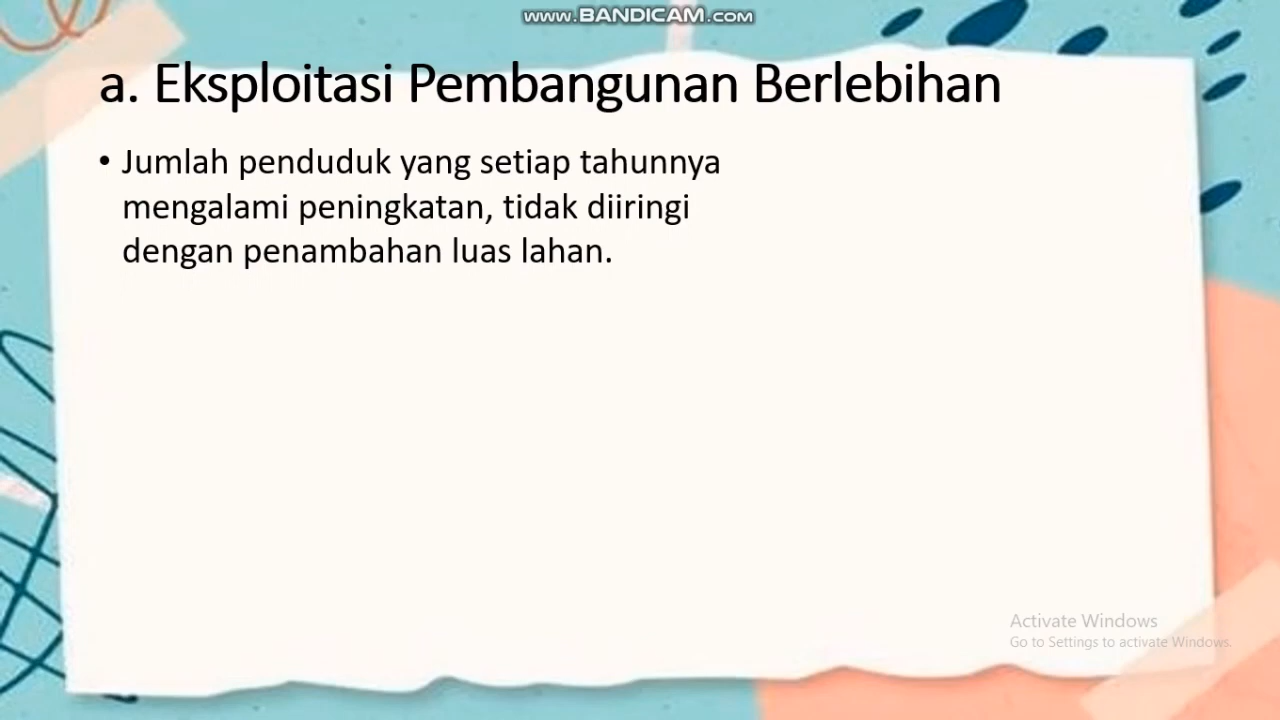 www.BANDICAM.com
a. Eksploitasi Pembangunan Berlebihan
• Jumlah penduduk yang setiap tahunnya
mengalami peningkatan, tidak diiringi
dengan penambahan luas lahan.
Activate Windows
Go to Settings to activate Windows.